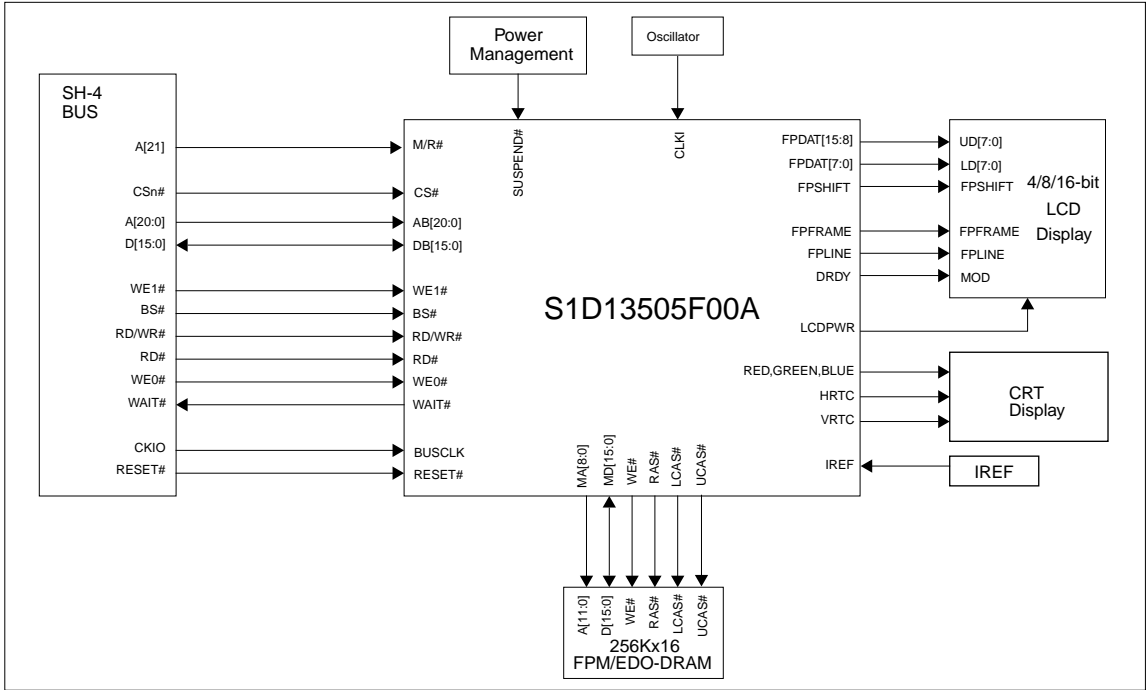 Power
Management
Oscillator
SH-4
BUS
A[21]
CSn#
A[20:0]
D[15:0]
WE1#
BS#
RD/WR#
RD#
WE0#
WAIT#
CKIO
RESET#
M/R#
CS#
AB[20:0]
DB[15:0]
WE1#
BS#
RD/WR#
RD#
WE0#
WAIT#
BUSCLK
RESET#
SUSPEND#
CLKI
S1D13505F00A
FPDAT[15:8]
FPDAT[7:0]
FPSHIFT
FPFRAME
FPLINE
DRDY
LCDPWR
RED,GREEN,BLUE
HRTC
VRTC
IREF
UD[7:0]
LD[7:0]
FPSHIFT
FPFRAME
FPLINE
MOD
4/8/16-bit
LCD
Display
CRT
Display
IREF
MA[8:0]
MD[15:0]
WE#
RAS#
LCAS#
UCAS#
A[11:0]
D[15:0]
WE#
RAS#
LCAS#
UCAS#
256Kx16
FPM/EDO-DRAM